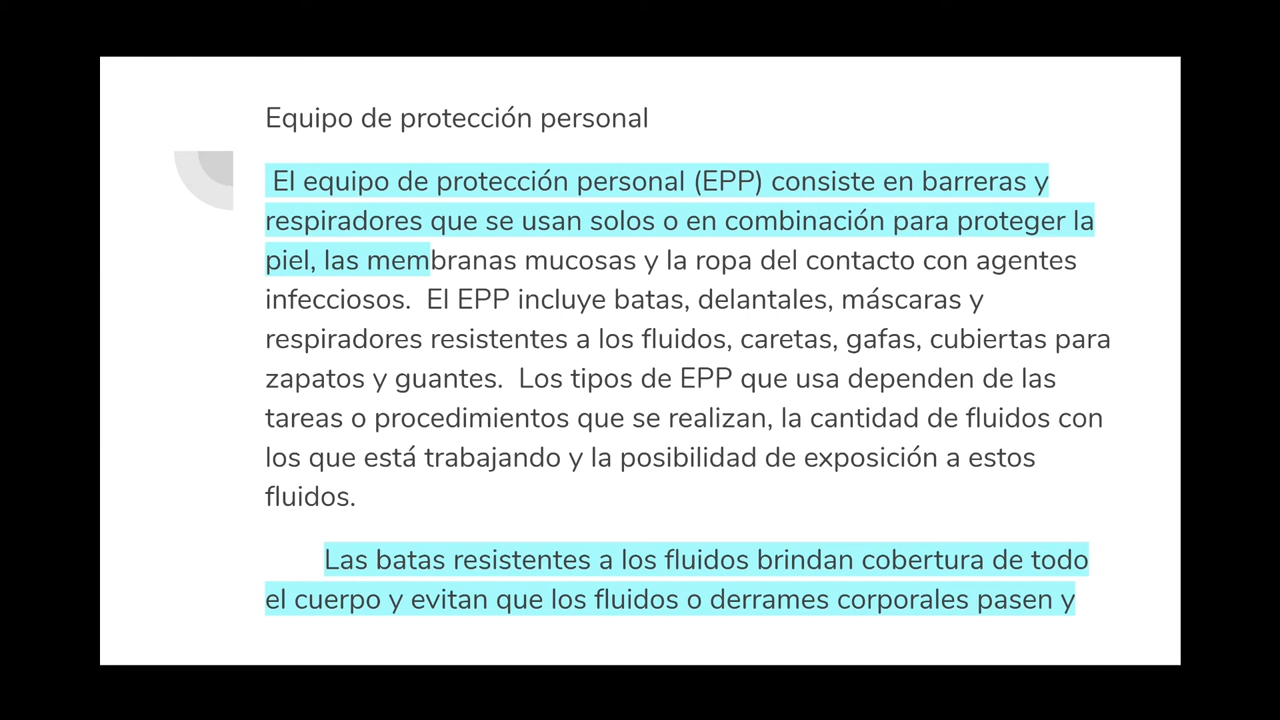 Equipo de protección personal
El equipo de protección personal (EPP) consiste en barreras y
respiradores que se usan solos o en combinación para proteger la
piel, las membranas mucosas y la ropa del contacto con agentes
infecciosos.  El EPP incluye batas, delantales, máscaras y
respiradores resistentes a los fluidos, caretas, gafas, cubiertas para
zapatos y guantes.  Los tipos de EPP que usa dependen de las
tareas o procedimientos que se realizan, la cantidad de fluidos con
los que está trabajando y la posibilidad de exposición a estos
fluidos.
Las batas resistentes a los fluidos brindan cobertura de todo
el cuerpo y evitan que los fluidos o derrames corporales pasen y